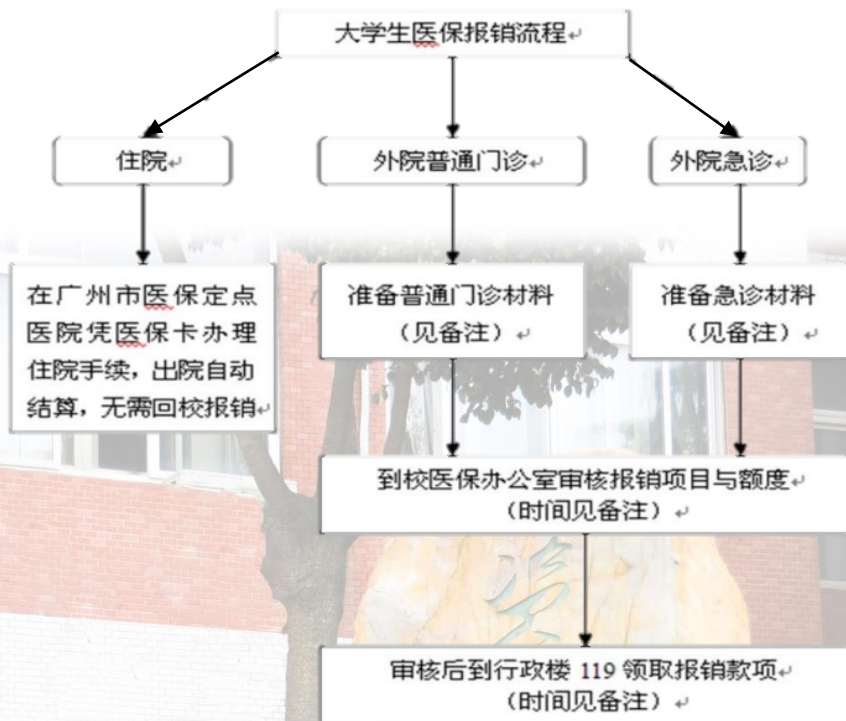 大学生医保报销流程
住院
外院普通门诊
外院急诊
在广州市医保定点
医院凭医保卡办理
住院手续，出院自动
结算，无需回校报销
准备普通门诊材料
（见备注）
准备急诊材料
（见备注）
到校医保办公室审核报销项目与额度
（时间见备注）
审核后到行政楼 119 领取报销款项
（时间见备注）